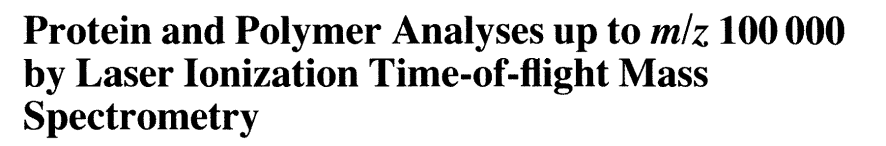 Protein and Polymer Analyses up to m/z 100 000
by Laser Ionization Time-of-flight Mass
Spectrometry